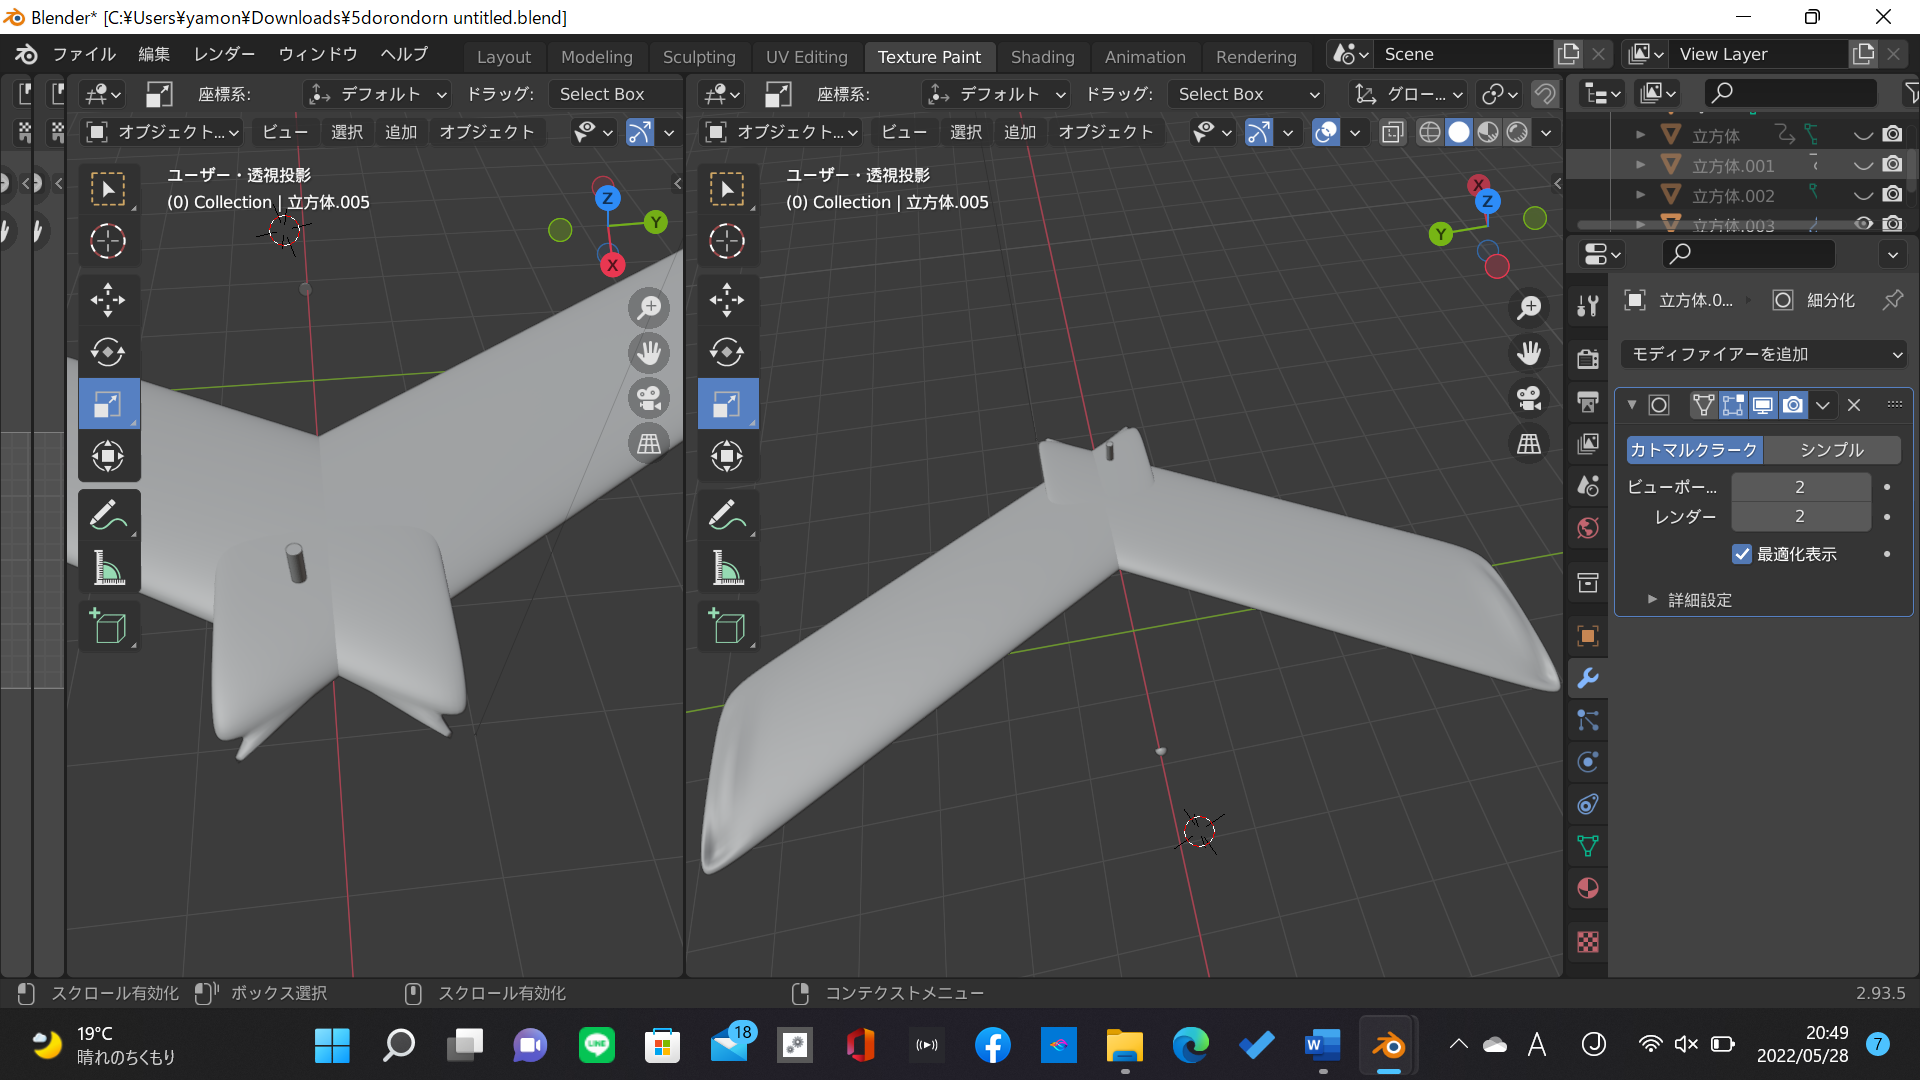 Blender* [C:¥Users¥yamon¥Downloads¥5dorondorn untitled.blend]
ファイル 編集 レンダー ウィンドウ ヘルプ Layout Modeling Sculpting UV Editing Texture Paint Shading Animation Rendering Scene View Layer
座標系: デフォルト ドラッグ: Select Box 座標系: デフォルト ドラッグ: Select Box グロー...
オブジェクト... ビュー 選択 追加 オブジェクト オブジェクト... ビュー 選択 追加 オブジェクト
立方体
立方体.001
立方体.002
立方体.003
ユーザー・透視投影
(0) Collection | 立方体.005
Z
Y
X
ユーザー・透視投影
(0) Collection | 立方体.005
X
Z
Y
立方体.0... 細分化
モディファイアーを追加
カトマルクラーク シンプル
ビューポー... 2
レンダー 2
最適化表示
詳細設定
スクロール有効化 ボックス選択 スクロール有効化 コンテクストメニュー 2.93.5
19°C
晴れのちくもり
LINE
18
W
A
J
20:49
2022/05/28
7